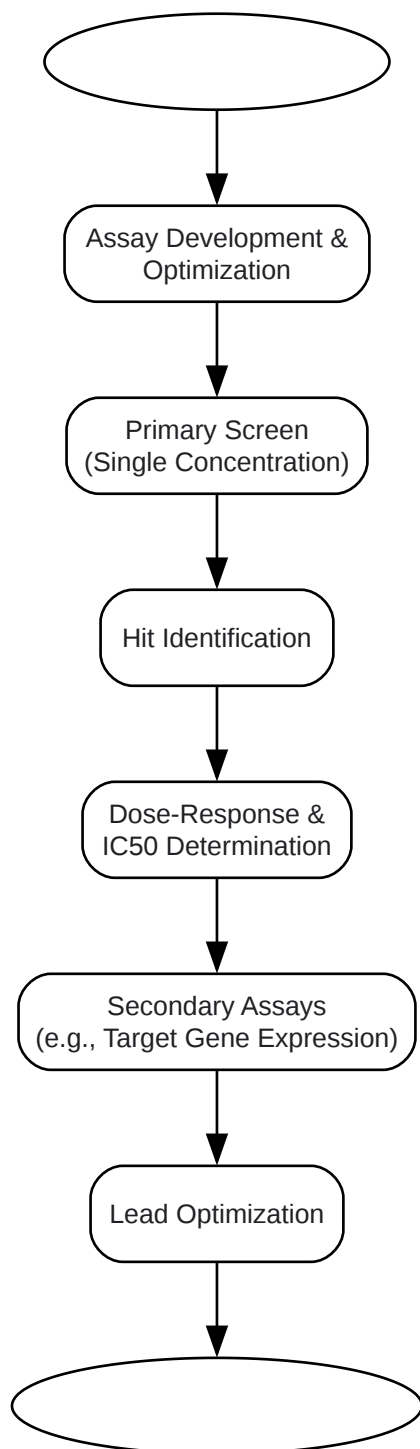 Assay Development &
Optimization
Primary Screen
(Single Concentration)
Hit Identification
Dose-Response &
IC50 Determination
Secondary Assays
(e.g., Target Gene Expression)
Lead Optimization